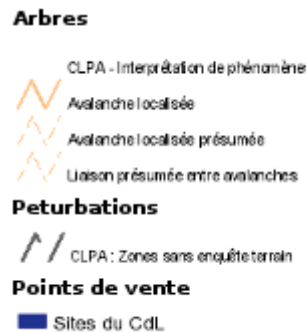 Arbres
CLPA - Interprétation de phénomène
Avalanche localisée
Avalanche localisée présumée
Liaison présumée entre avalanches
Peturbations
CLPA : Zones sans enquête terrain
Points de vente
Sites du CdL